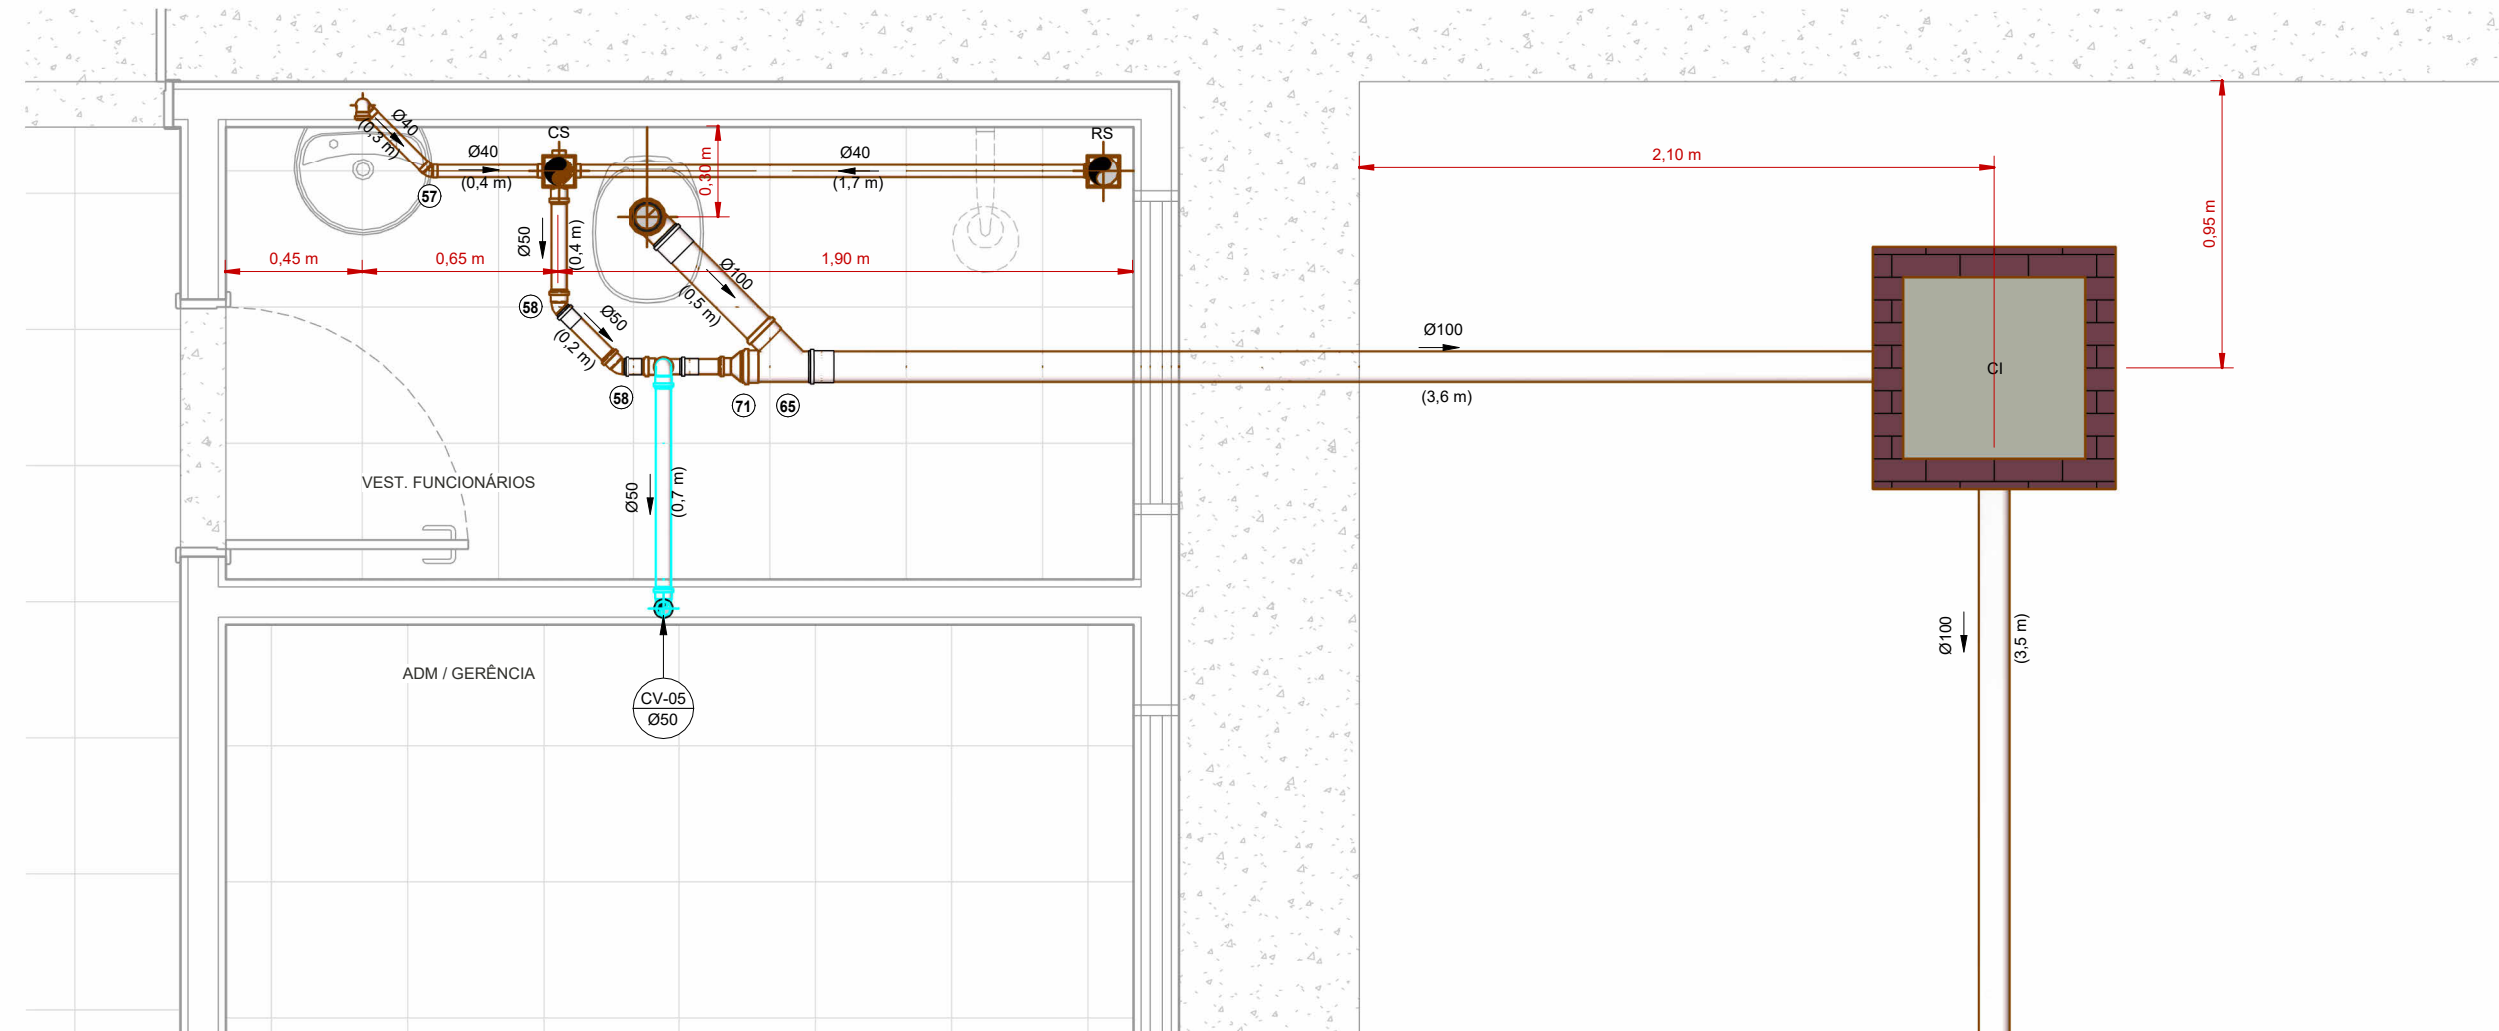 Ø40
(0,3 m)
57
Ø40
(0,4 m)
CS
Ø40
(1,7 m)
RS
0,30 m
2,10 m
0,95 m
Ø50
(0,4 m)
0,45 m
0,65 m
1,90 m
Ø100
(0,5 m)
58
Ø50
(0,2 m)
58
71
65
Ø100
(3,6 m)
CI
VEST. FUNCIONÁRIOS
Ø50
(0,7 m)
ADM / GERÊNCIA
CV-05
Ø50
Ø100
(3,5 m)